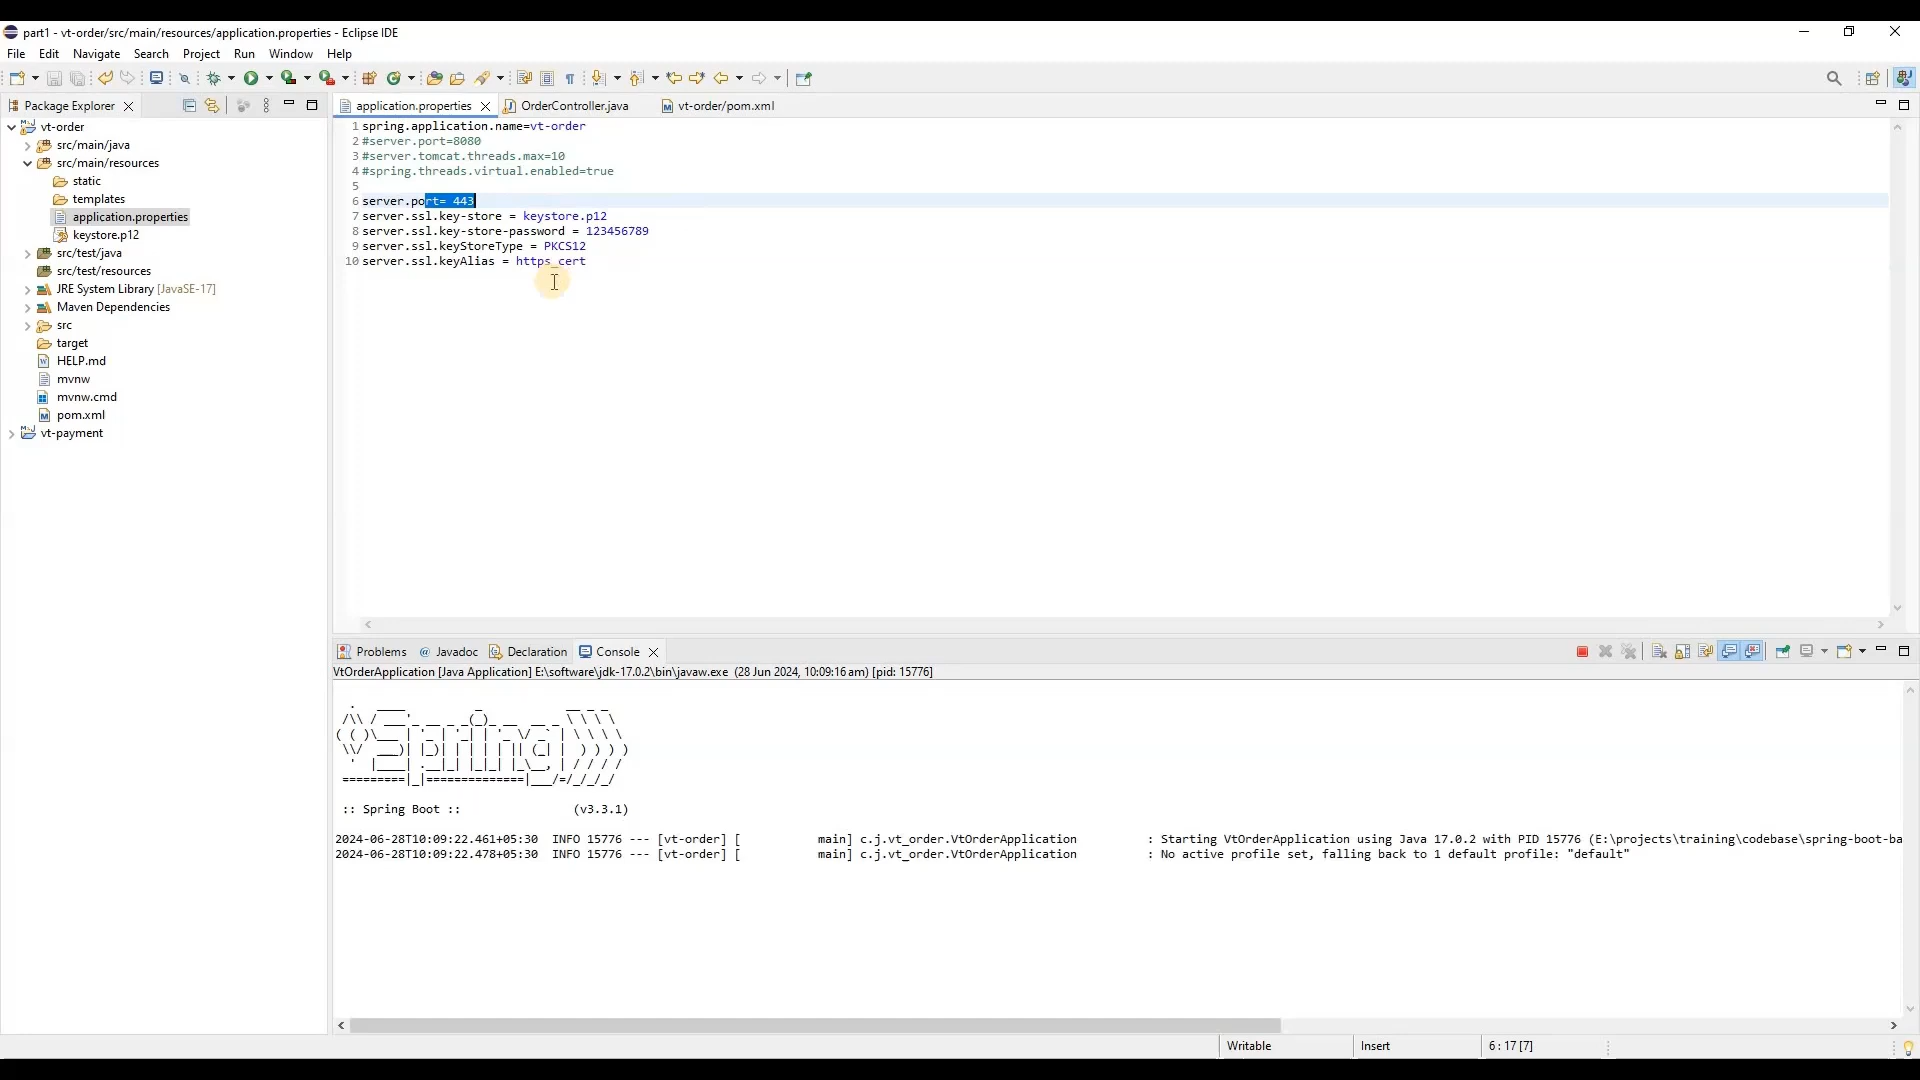 part1 - vt-order/src/main/resources/application.properties - Eclipse IDE
File Edit Navigate Search Project Run Window Help
Package Explorer
application.properties
OrderController.java
vt-order/pom.xml
vt-order
src/main/java
src/main/resources
static
templates
application.properties
keystore.p12
src/test/java
src/test/resources
JRE System Library [JavaSE-17]
Maven Dependencies
src
target
HELP.md
mvnw
mvnw.cmd
pom.xml
vt-payment
1 spring.application.name=vt-order
2 #server.port=8080
3 #server.tomcat.threads.max=10
4 #spring.threads.virtual.enabled=true
5
6 server.port= 443
7 server.ssl.key-store = keystore.p12
8 server.ssl.key-store-password = 123456789
9 server.ssl.keyStoreType = PKCS12
10 server.ssl.keyAlias = https_cert
Problems @ Javadoc Declaration Console
VtOrderApplication [Java Application] E:\software\jdk-17.0.2\bin\javaw.exe (28 Jun 2024, 10:09:16 am) [pid: 15776]
Spring
:: Spring Boot :: (v3.3.1)
2024-06-28T10:09:22.461+05:30 INFO 15776 --- [vt-order] [ main] c.j.vt_order.VtOrderApplication : Starting VtOrderApplication using Java 17.0.2 with PID 15776 (E:\projects\training\codebase\spring-boot-ba
2024-06-28T10:09:22.478+05:30 INFO 15776 --- [vt-order] [ main] c.j.vt_order.VtOrderApplication : No active profile set, falling back to 1 default profile: "default"
Writable Insert 6 : 17 [7]